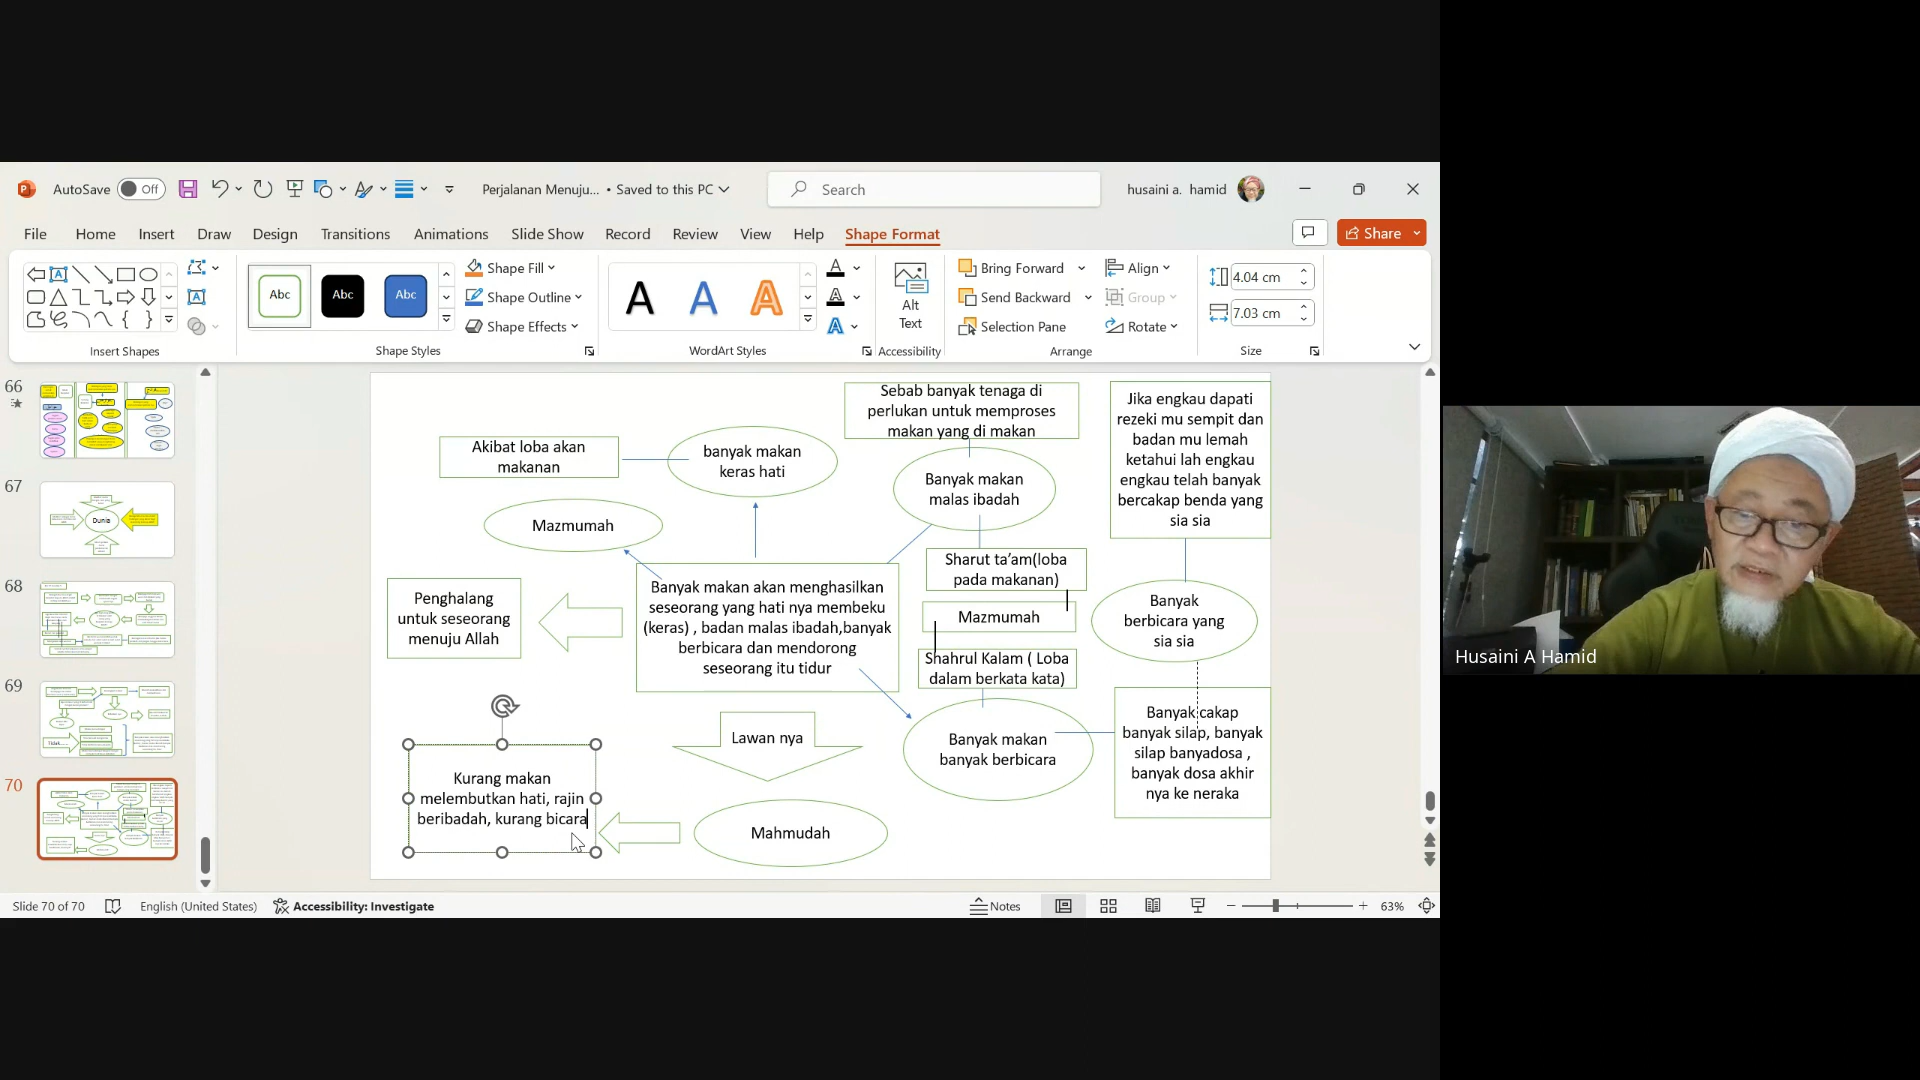 AutoSave
Off
Perjalanan Menuju... • Saved to this PC
Search
husaini a. hamid
File
Home
Insert
Draw
Design
Transitions
Animations
Slide Show
Record
Review
View
Help
Shape Format
Share
Abc
Abc
Abc
Shape Fill
Shape Outline
Shape Effects
A
A
A
A
A
A
Alt
Text
Bring Forward
Send Backward
Selection Pane
Align
Group
Rotate
4.04 cm
7.03 cm
Insert Shapes
Shape Styles
WordArt Styles
Accessibility
Arrange
Size
66
67
Dunia
68
69
Tidak....
70
Akibat loba akan
makanan
banyak makan
keras hati
Sebab banyak tenaga di
perlukan untuk memproses
makan yang di makan
Jika engkau dapati
rezeki mu sempit dan
badan mu lemah
ketahui lah engkau
engkau telah banyak
bercakap benda yang
sia sia
Banyak makan
malas ibadah
Mazmumah
Sharut ta’am(loba
pada makanan)
Penghalang
untuk seseorang
menuju Allah
Banyak makan akan menghasilkan
seseorang yang hati nya membeku
(keras) , badan malas ibadah,banyak
berbicara dan mendorong
seseorang itu tidur
Mazmumah
Banyak
berbicara yang
sia sia
Shahrul Kalam ( Loba
dalam berkata kata)
Lawan nya
Banyak makan
banyak berbicara
Banyak cakap
banyak silap, banyak
silap banyadosa ,
banyak dosa akhir
nya ke neraka
Kurang makan
melembutkan hati, rajin
beribadah, kurang bicara
Mahmudah
Slide 70 of 70
English (United States)
Accessibility: Investigate
Notes
63%
Husaini A Hamid